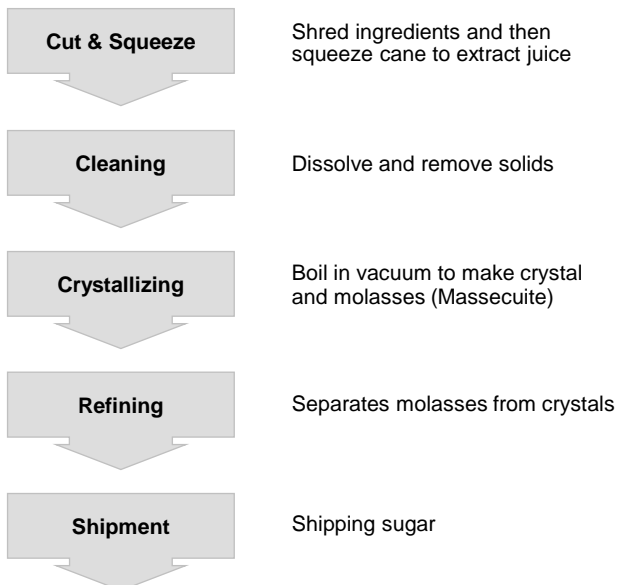 Cut & Squeeze
Shred ingredients and then
squeeze cane to extract juice
Cleaning
Dissolve and remove solids
Crystallizing
Boil in vacuum to make crystal
and molasses (Massecuite)
Refining
Separates molasses from crystals
Shipment
Shipping sugar